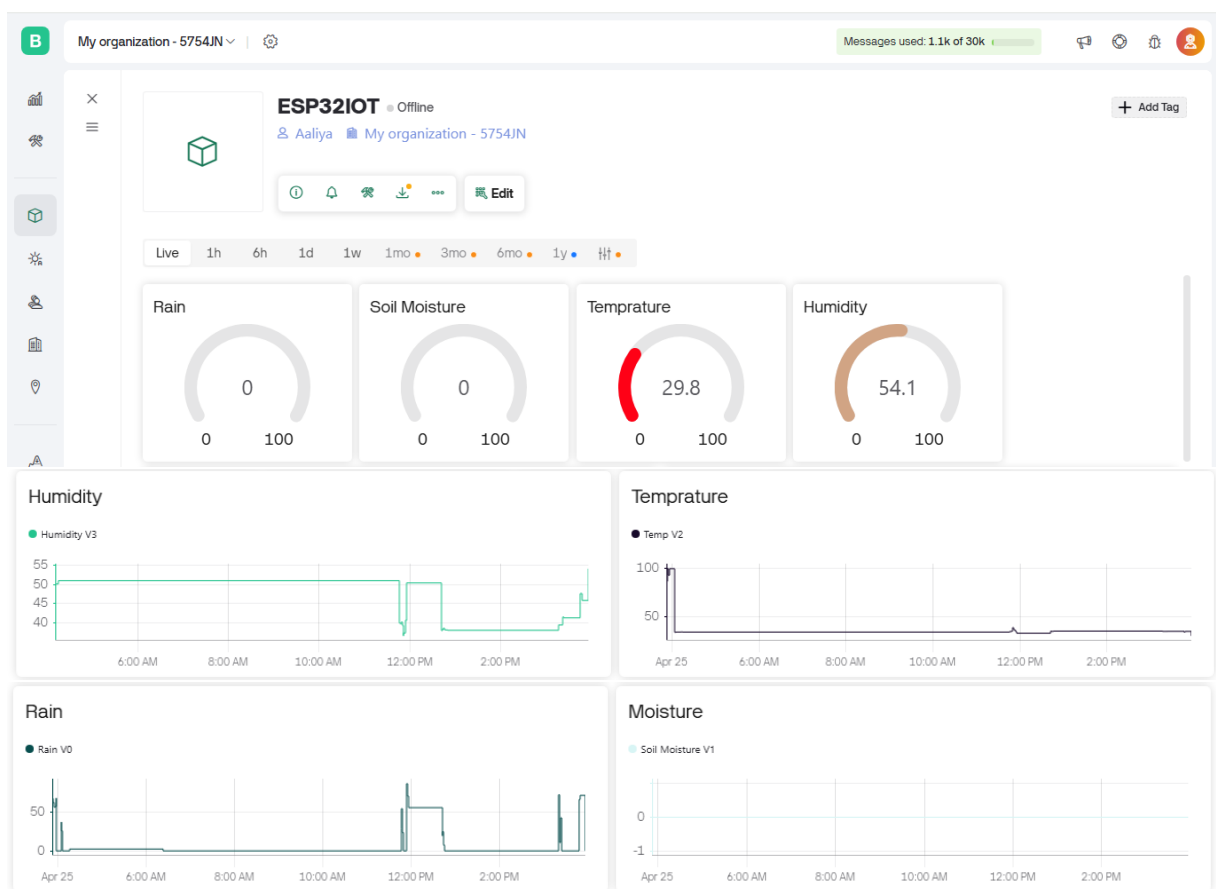 B My organization - 5754JN Messages used: 1.1k of 30k
ESP32IOT Offline
Aaliya My organization - 5754JN
Add Tag
Edit
Live 1h 6h 1d 1w 1mo 3mo 6mo 1y
Rain
0
0 100
Soil Moisture
0
0 100
Temprature
29.8
0 100
Humidity
54.1
0 100
Humidity
Humidity V3
55
50
45
40
6:00 AM 8:00 AM 10:00 AM 12:00 PM 2:00 PM
Temprature
Temp V2
100
50
Apr 25 6:00 AM 8:00 AM 10:00 AM 12:00 PM 2:00 PM
Rain
Rain V0
50
0
Apr 25 6:00 AM 8:00 AM 10:00 AM 12:00 PM 2:00 PM
Moisture
Soil Moisture V1
0
-1
Apr 25 6:00 AM 8:00 AM 10:00 AM 12:00 PM 2:00 PM